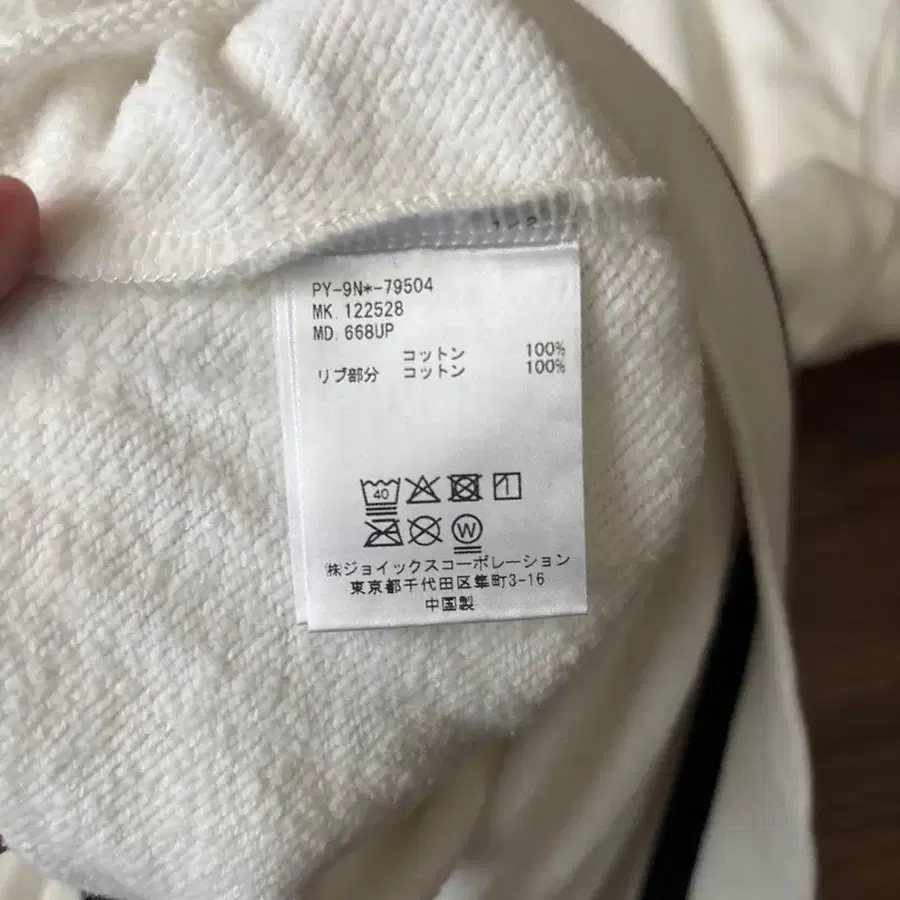 PY-9N*-79504
MK. 122528
MD. 668UP
コットン 100%
リブ部分 コットン 100%
40
W
㈱ジョイックスコーポレーション
東京都千代田区隼町3-16
中国製